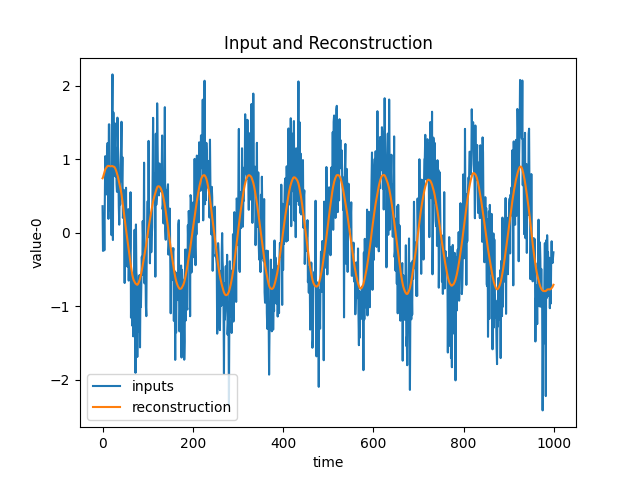 Input and Reconstruction
value-0
2
1
0
−1
−2
inputs
reconstruction
0
200
400
600
800
1000
time